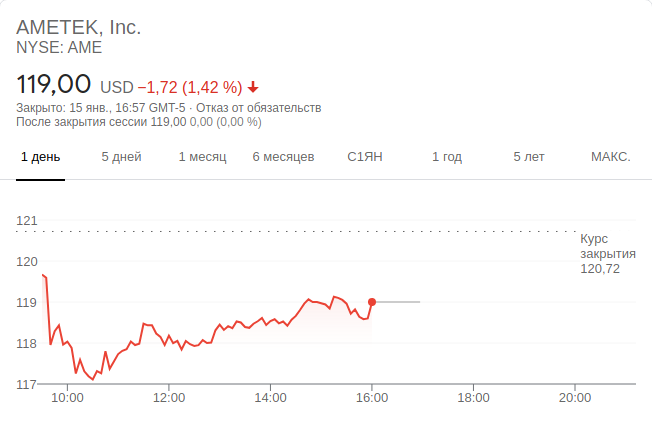 AMETEK, Inc.
NYSE: AME
119,00 USD −1,72 (1,42 %)
Закрыто: 15 янв., 16:57 GMT-5 · Отказ от обязательств
После закрытия сессии 119,00 0,00 (0,00 %)
1 день 5 дней 1 месяц 6 месяцев С1ЯН 1 год 5 лет МАКС.
121
Курс
закрытия
120,72
120
119
118
117
10:00 12:00 14:00 16:00 18:00 20:00